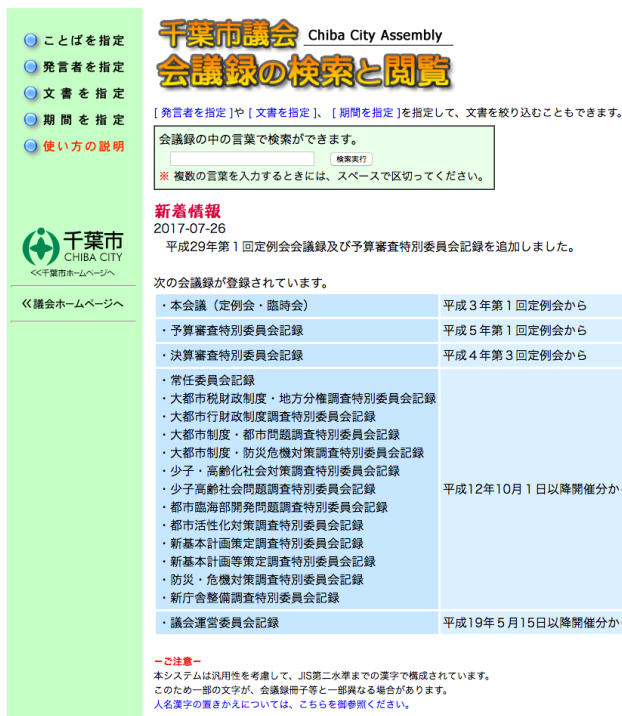 ことばを指定
発言者を指定
文書を指定
期間を指定
使い方の説明
千葉市
CHIBA CITY
<<千葉市ホームページへ
≪議会ホームページへ
千葉市議会 Chiba City Assembly
会議録の検索と閲覧
[ 発言者を指定 ]や [ 文書を指定 ]、 [ 期間を指定 ]を指定して、文書を絞り込むこともできます。
会議録の中の言葉で検索ができます。
検索実行
※ 複数の言葉を入力するときには、スペースで区切ってください。
新着情報
2017-07-26
平成29年第１回定例会会議録及び予算審査特別委員会記録を追加しました。
次の会議録が登録されています。
・本会議（定例会・臨時会） 平成３年第１回定例会から
・予算審査特別委員会記録 平成５年第１回定例会から
・決算審査特別委員会記録 平成４年第３回定例会から
・常任委員会記録
・大都市税財政制度・地方分権調査特別委員会記録
・大都市行財政制度調査特別委員会記録
・大都市制度・都市問題調査特別委員会記録
・大都市制度・防災危機対策調査特別委員会記録
・少子・高齢化社会対策調査特別委員会記録
・少子高齢社会問題調査特別委員会記録
・都市臨海部開発問題調査特別委員会記録
・都市活性化対策調査特別委員会記録
・新基本計画策定調査特別委員会記録
・新基本計画等策定調査特別委員会記録
・防災・危機対策調査特別委員会記録
・新庁舎整備調査特別委員会記録
平成12年10月１日以降開催分か
・議会運営委員会記録 平成19年５月15日以降開催分か
−ご注意−
本システムは汎用性を考慮して、JIS第二水準までの漢字で構成されています。
このため一部の文字が、会議録冊子等と一部異なる場合があります。
人名漢字の置きかえについては、こちらを御参照ください。